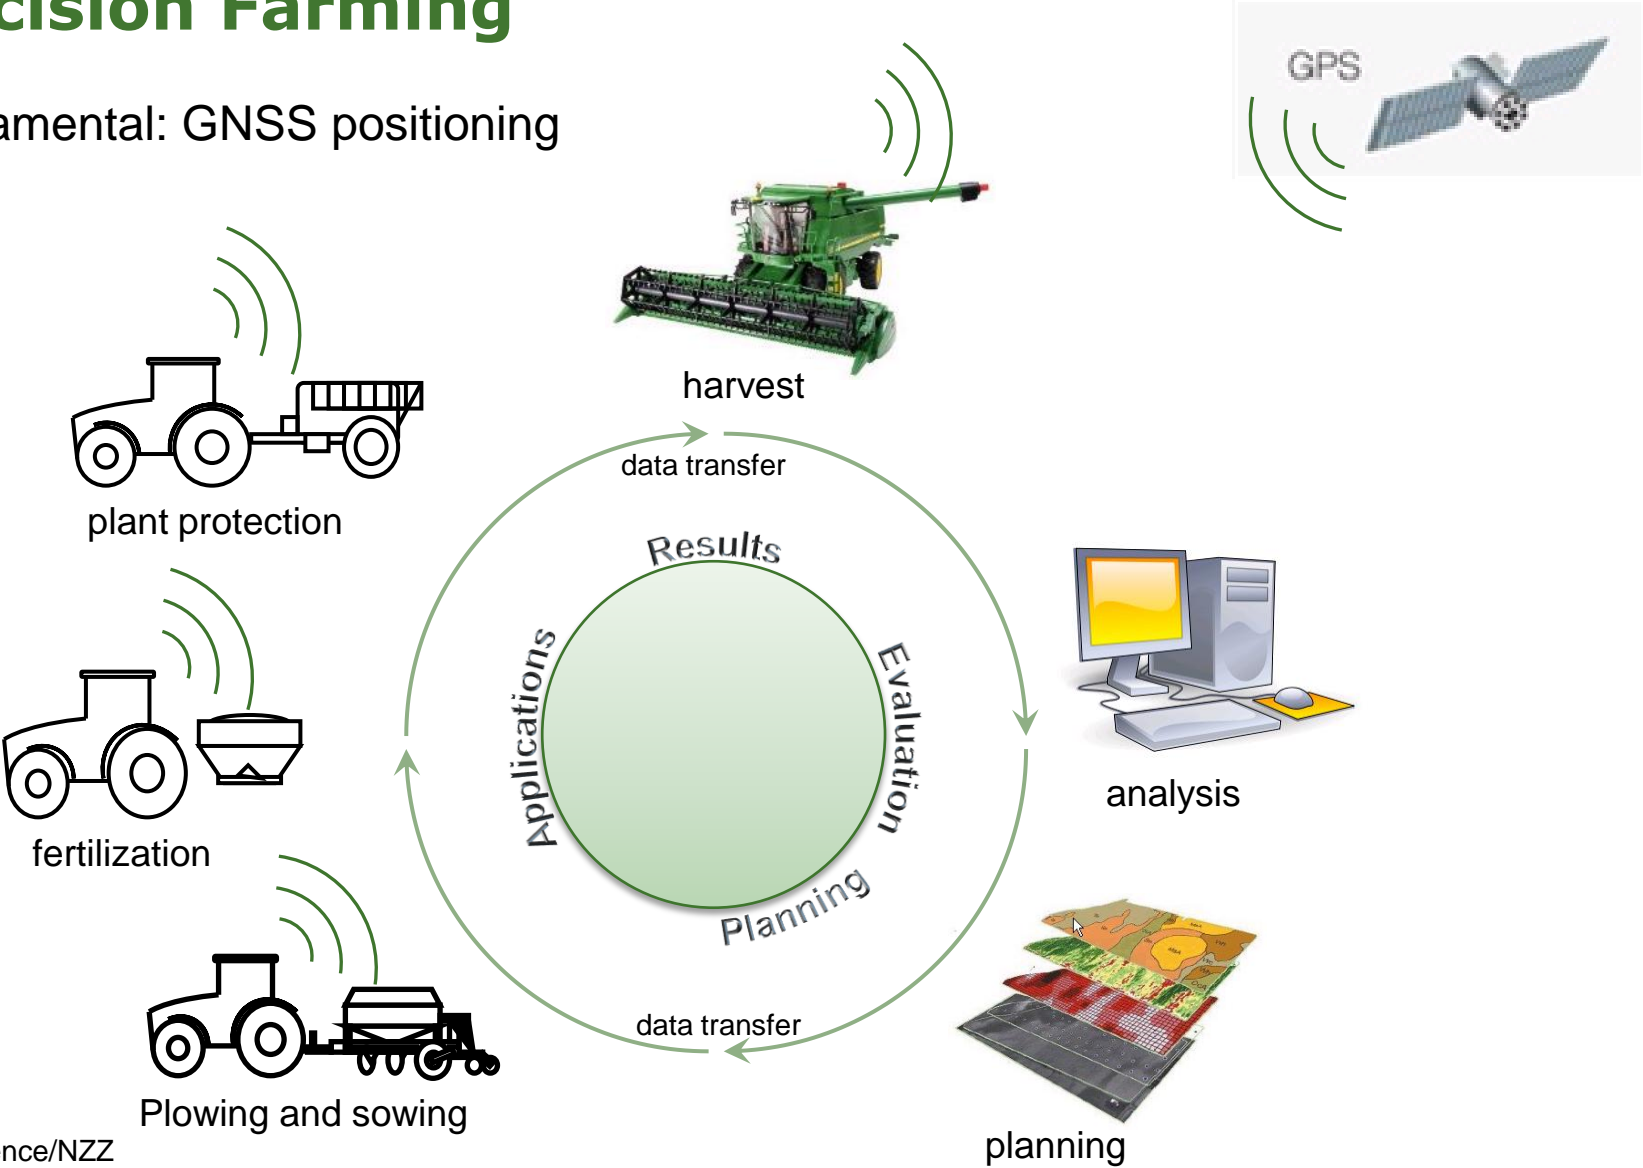 cision Farming
GPS
amental: GNSS positioning
harvest
data transfer
plant protection
Results
Applications
Evaluation
analysis
fertilization
Planning
data transfer
Plowing and sowing
planning
ence/NZZ